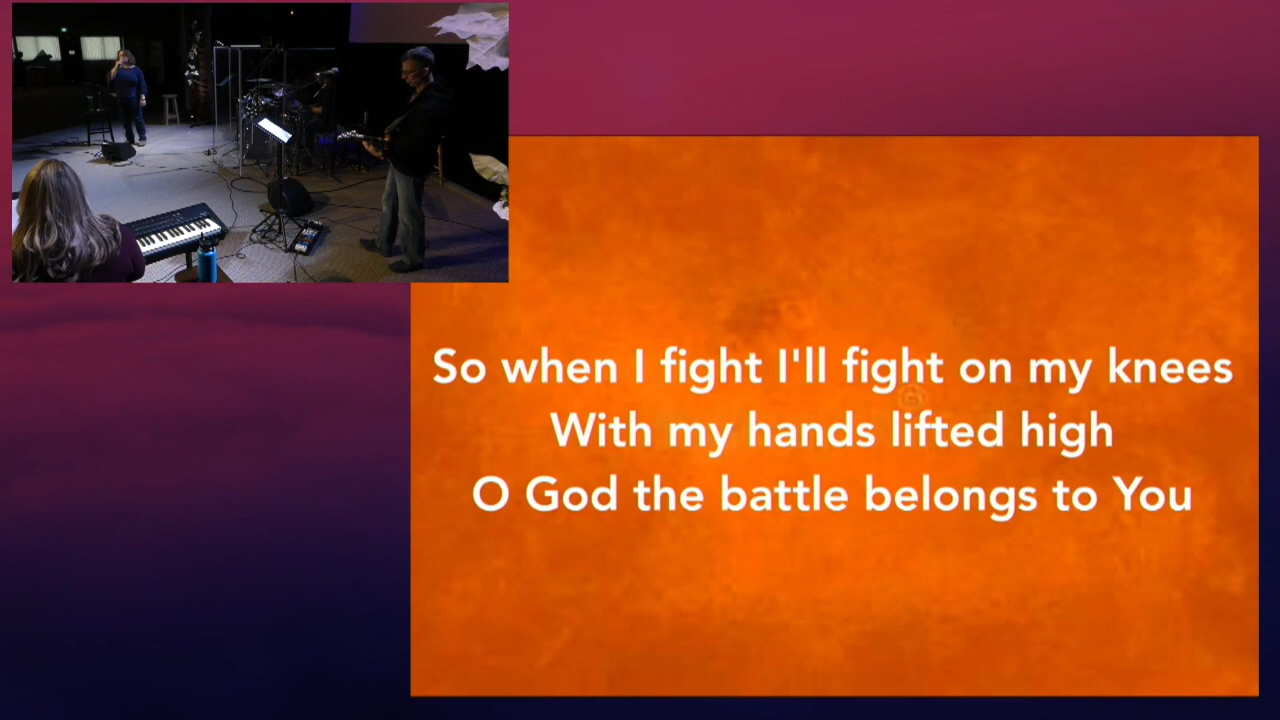 So when I fight I'll fight on my knees
With my hands lifted high
O God the battle belongs to You